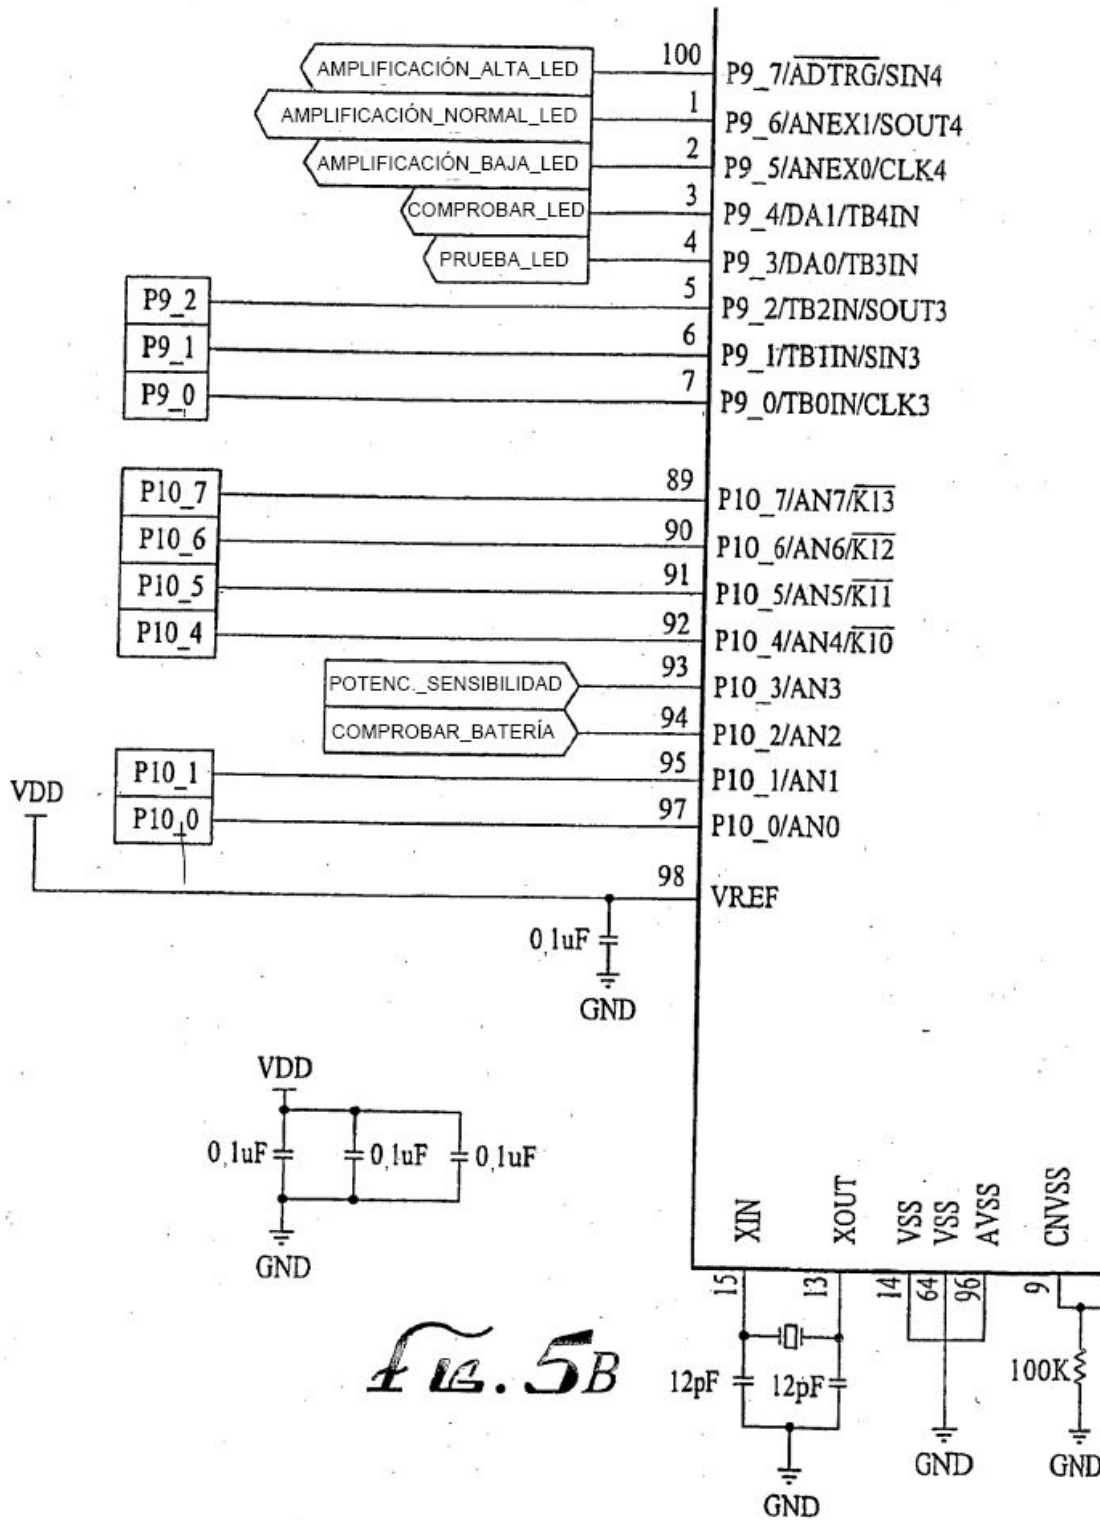 AMPLIFICACIÓN_ALTA_LED 100 P9_7/ADTRG/SIN4
AMPLIFICACIÓN_NORMAL_LED 1 P9_6/ANEX1/SOUT4
AMPLIFICACIÓN_BAJA_LED 2 P9_5/ANEX0/CLK4
COMPROBAR_LED 3 P9_4/DA1/TB4IN
PRUEBA_LED 4 P9_3/DA0/TB3IN
P9_2 5 P9_2/TB2IN/SOUT3
P9_1 6 P9_1/TB1IN/SIN3
P9_0 7 P9_0/TB0IN/CLK3
P10_7 89 P10_7/AN7/K13
P10_6 90 P10_6/AN6/K12
P10_5 91 P10_5/AN5/K11
P10_4 92 P10_4/AN4/K10
POTENC._SENSIBILIDAD 93 P10_3/AN3
COMPROBAR_BATERÍA 94 P10_2/AN2
P10_1 95 P10_1/AN1
VDD
P10_0 97 P10_0/AN0
98 VREF
0,1uF
GND
VDD
0,1uF 0,1uF 0,1uF
GND
XIN XOUT VSS VSS AVSS CNVSS
15 13 14 64 96 9
12pF 12pF 100K
GND GND GND
FIG. 5B